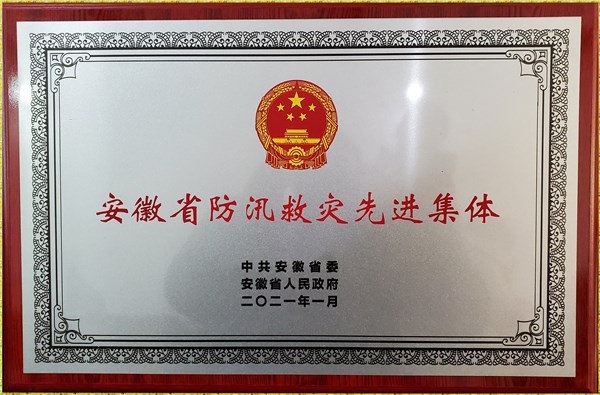 安徽省防汛救灾先进集体
中共安徽省委
安徽省人民政府
二〇二一年一月